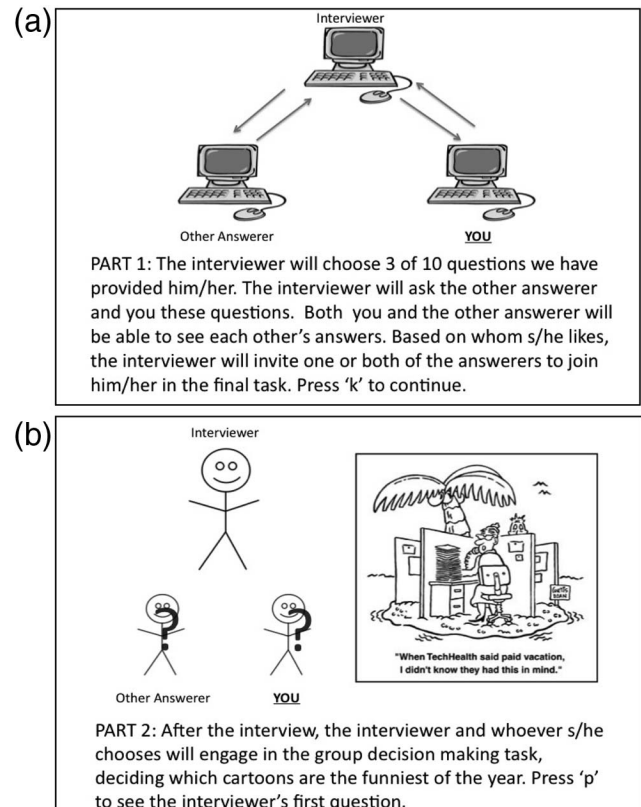 (a)
Interviewer
Other Answerer
YOU
PART 1: The interviewer will choose 3 of 10 questions we have
provided him/her. The interviewer will ask the other answerer
and you these questions.  Both  you and the other answerer will
be able to see each other's answers. Based on whom s/he likes,
the interviewer will invite one or both of the answerers to join
him/her in the final task. Press 'k' to continue.
(b)
Interviewer
?
?
Other Answerer
YOU
"When TechHealth said paid vacation,
I didn't know they had this in mind."
PART 2: After the interview, the interviewer and whoever s/he
chooses will engage in the group decision making task,
deciding which cartoons are the funniest of the year. Press 'p'
to see the interviewer's first question.